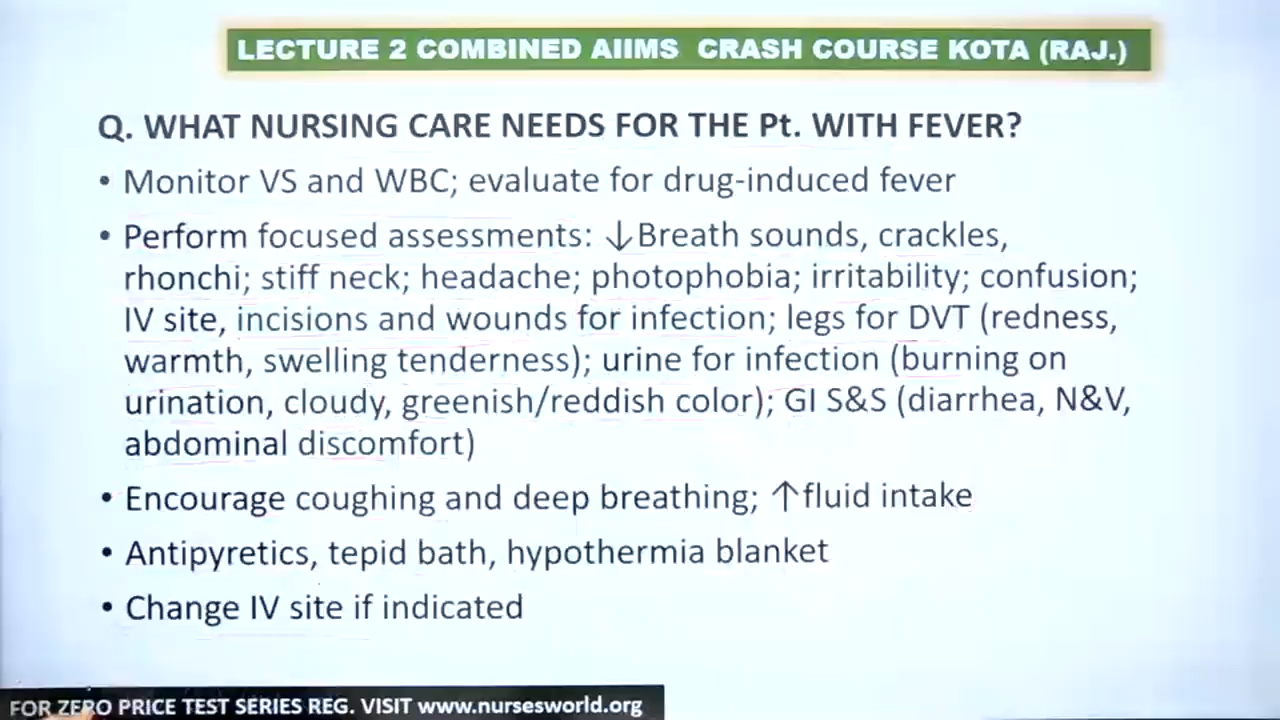 LECTURE 2 COMBINED AIIMS CRASH COURSE KOTA (RAJ.)
Q. WHAT NURSING CARE NEEDS FOR THE Pt. WITH FEVER?
• Monitor VS and WBC; evaluate for drug-induced fever
• Perform focused assessments: ↓Breath sounds, crackles,
rhonchi; stiff neck; headache; photophobia; irritability; confusion;
IV site, incisions and wounds for infection; legs for DVT (redness,
warmth, swelling tenderness); urine for infection (burning on
urination, cloudy, greenish/reddish color); GI S&S (diarrhea, N&V,
abdominal discomfort)
• Encourage coughing and deep breathing; ↑fluid intake
• Antipyretics, tepid bath, hypothermia blanket
• Change IV site if indicated
FOR ZERO PRICE TEST SERIES REG. VISIT www.nursesworld.org